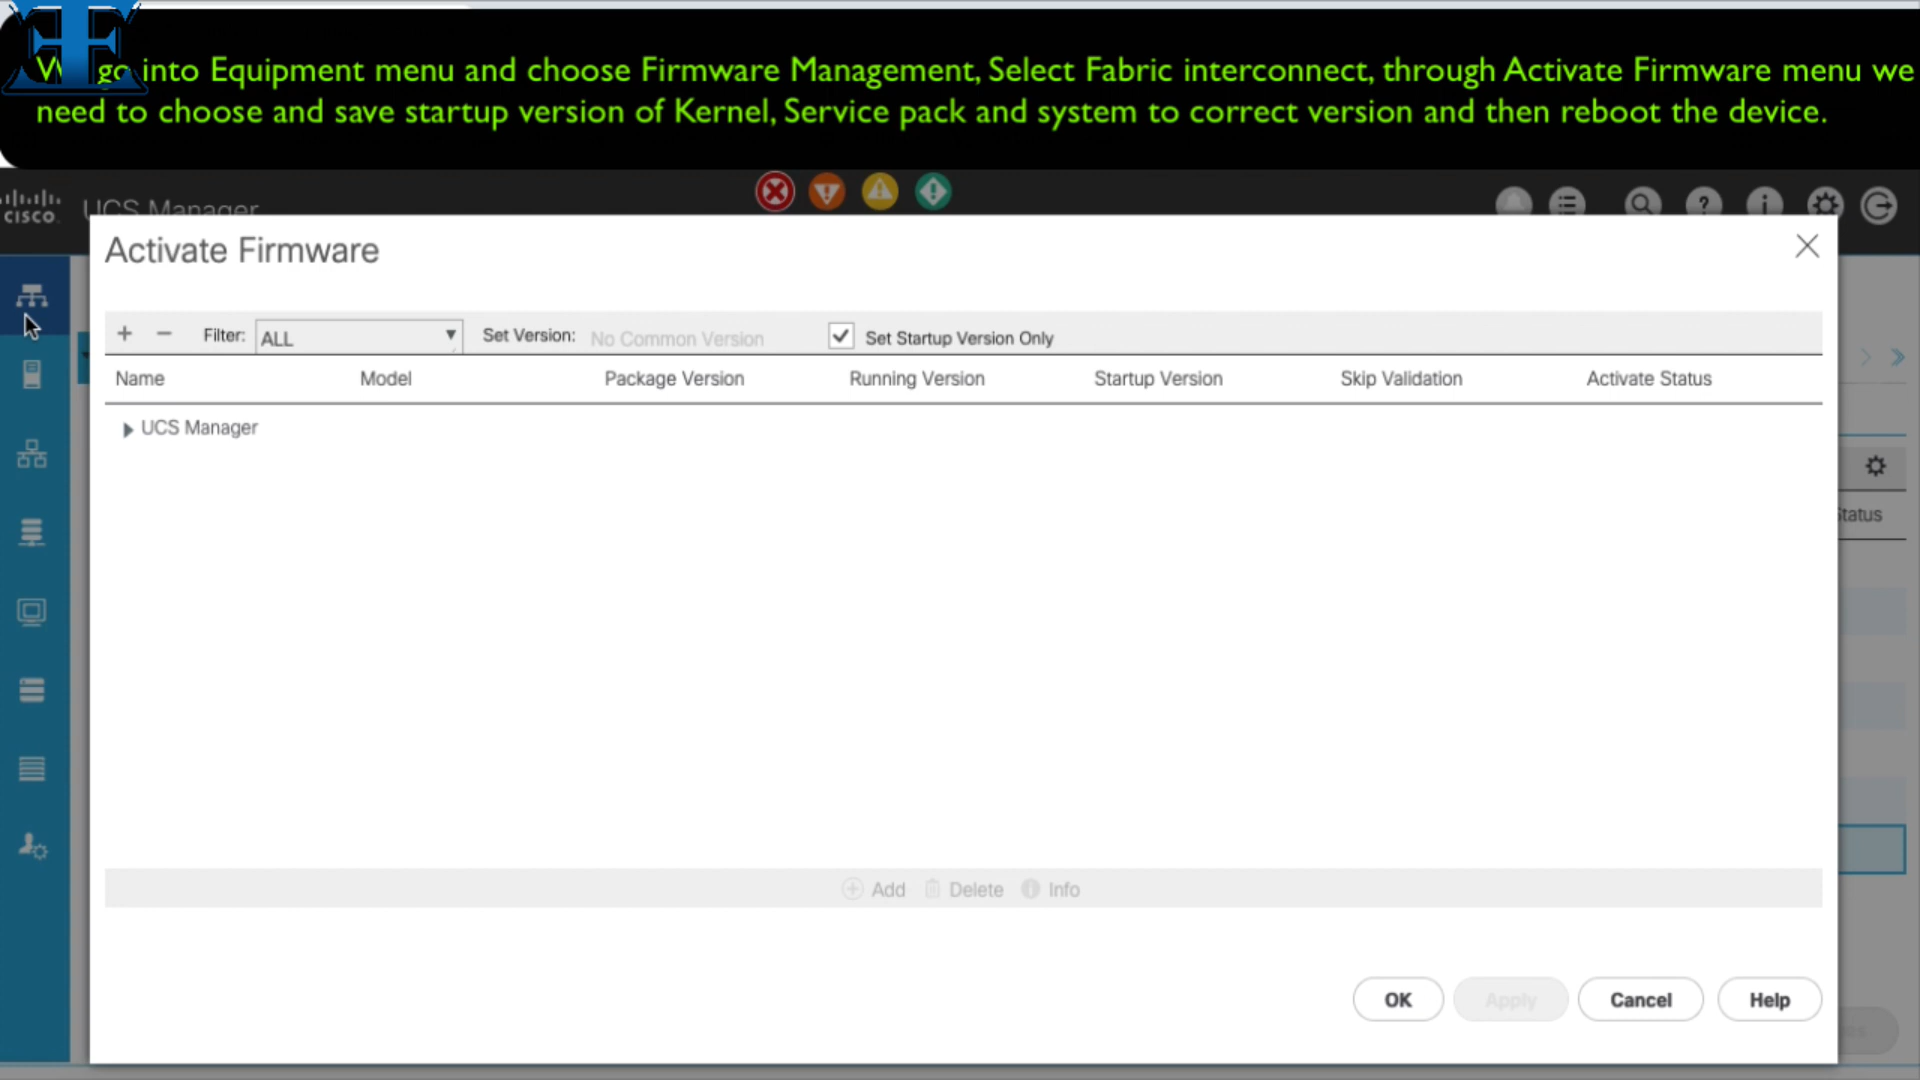 go into Equipment menu and choose Firmware Management, Select Fabric interconnect, through Activate Firmware menu we
need to choose and save startup version of Kernel, Service pack and system to correct version and then reboot the device.
CISCO UCS Manager
Activate Firmware
+ − Filter: ALL Set Version: No Common Version Set Startup Version Only
Name Model Package Version Running Version Startup Version Skip Validation Activate Status
UCS Manager
Status
Add Delete Info
OK Apply Cancel Help